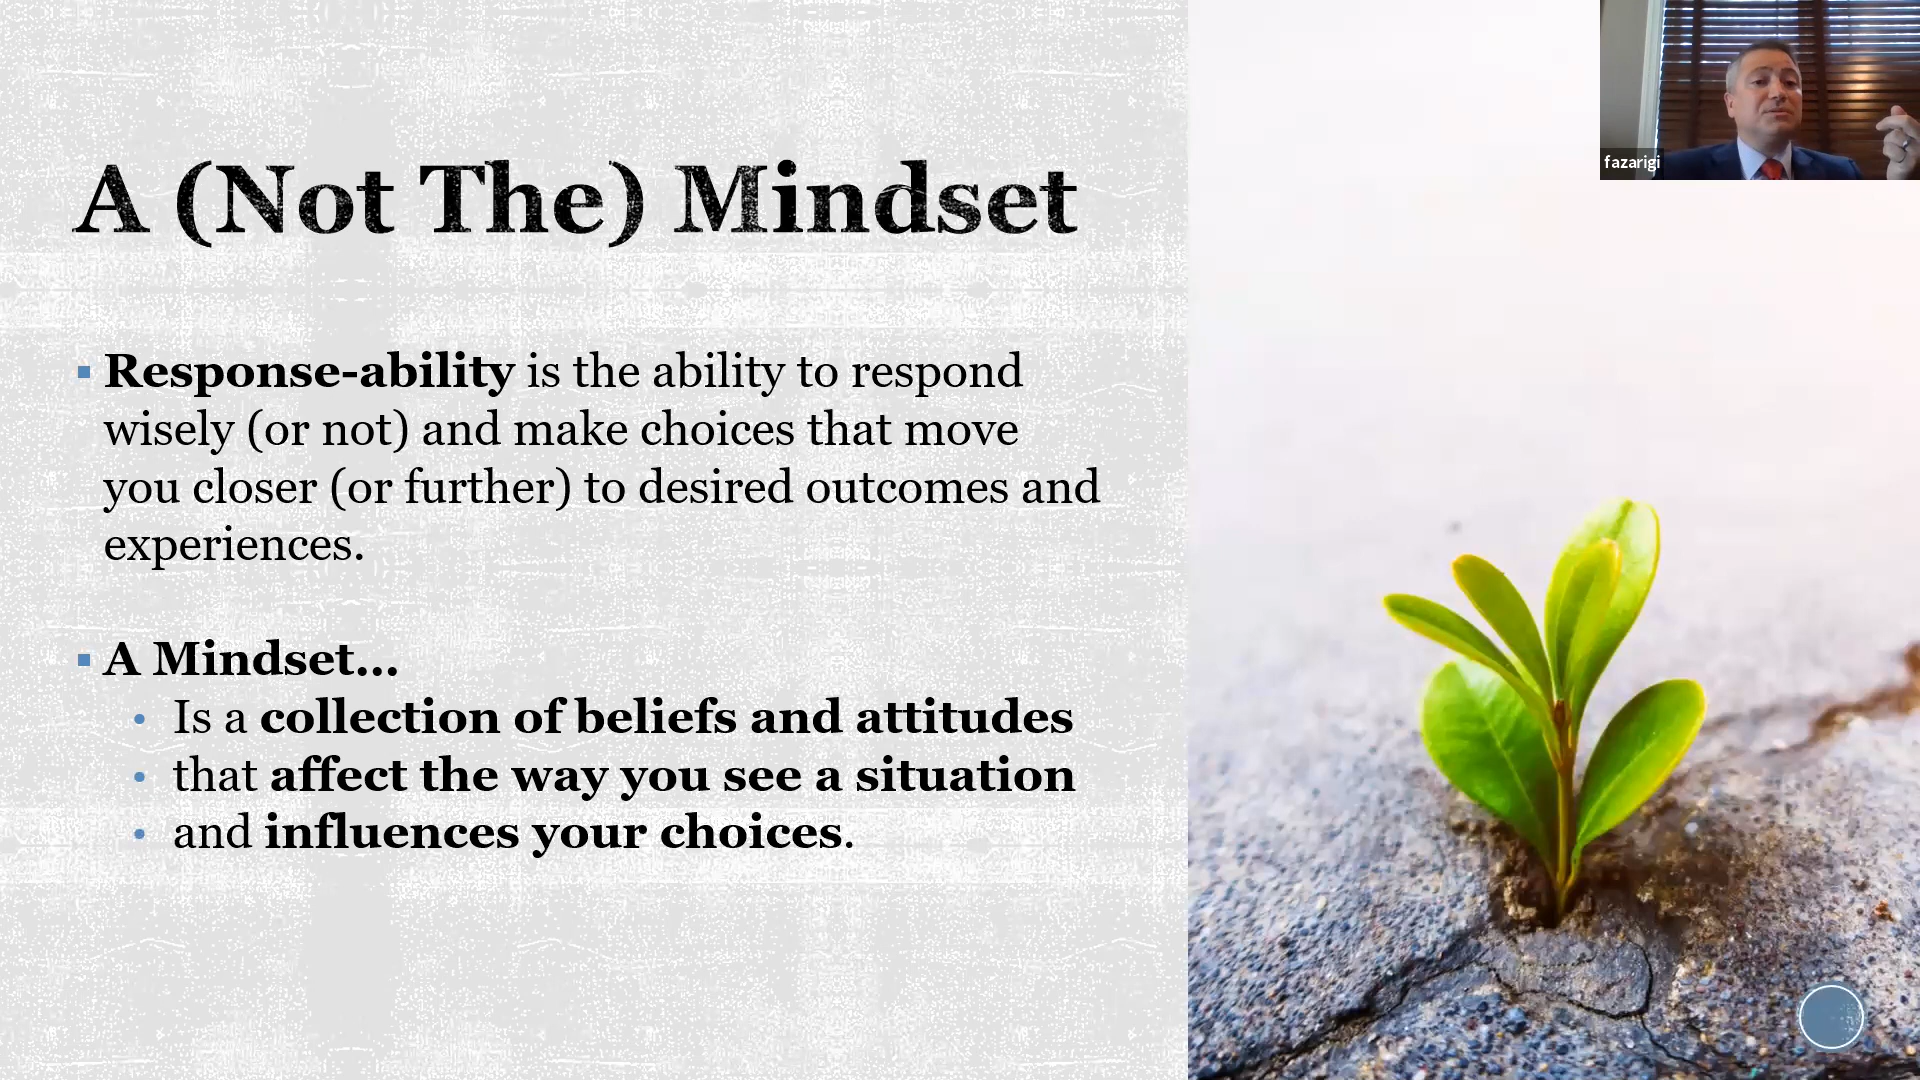 A (Not The) Mindset
Response-ability is the ability to respond
wisely (or not) and make choices that move
you closer (or further) to desired outcomes and
experiences.
A Mindset...
Is a collection of beliefs and attitudes
that affect the way you see a situation
and influences your choices.
fazarigi